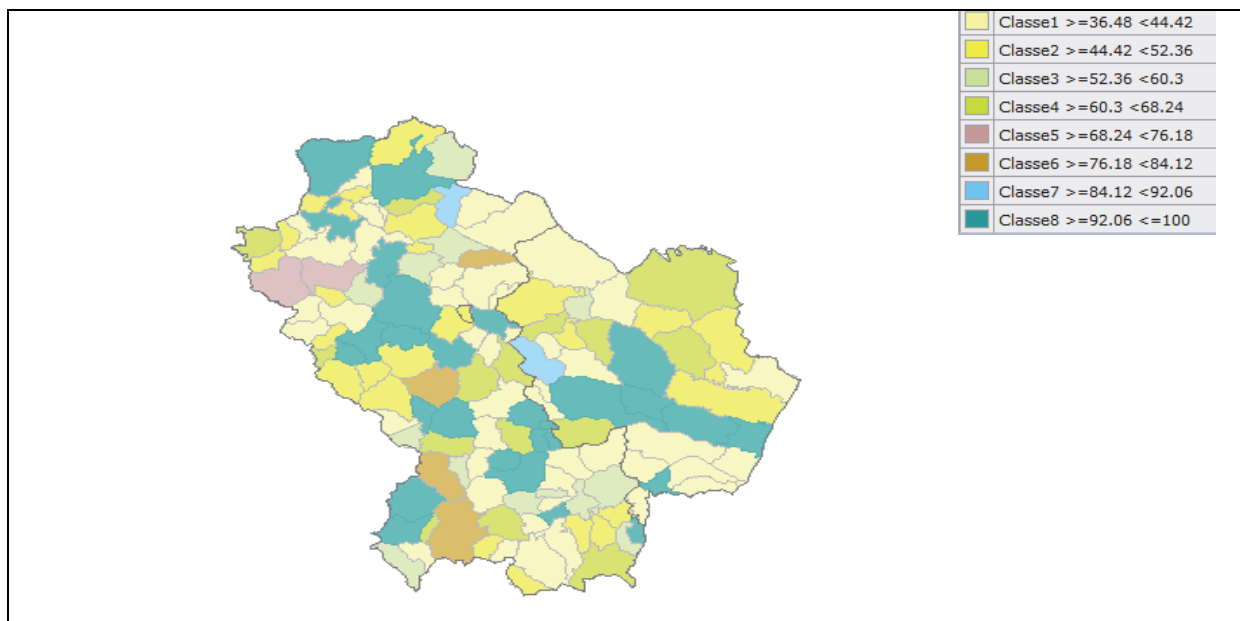 Classe1 >=36.48 <44.42
Classe2 >=44.42 <52.36
Classe3 >=52.36 <60.3
Classe4 >=60.3 <68.24
Classe5 >=68.24 <76.18
Classe6 >=76.18 <84.12
Classe7 >=84.12 <92.06
Classe8 >=92.06 <=100